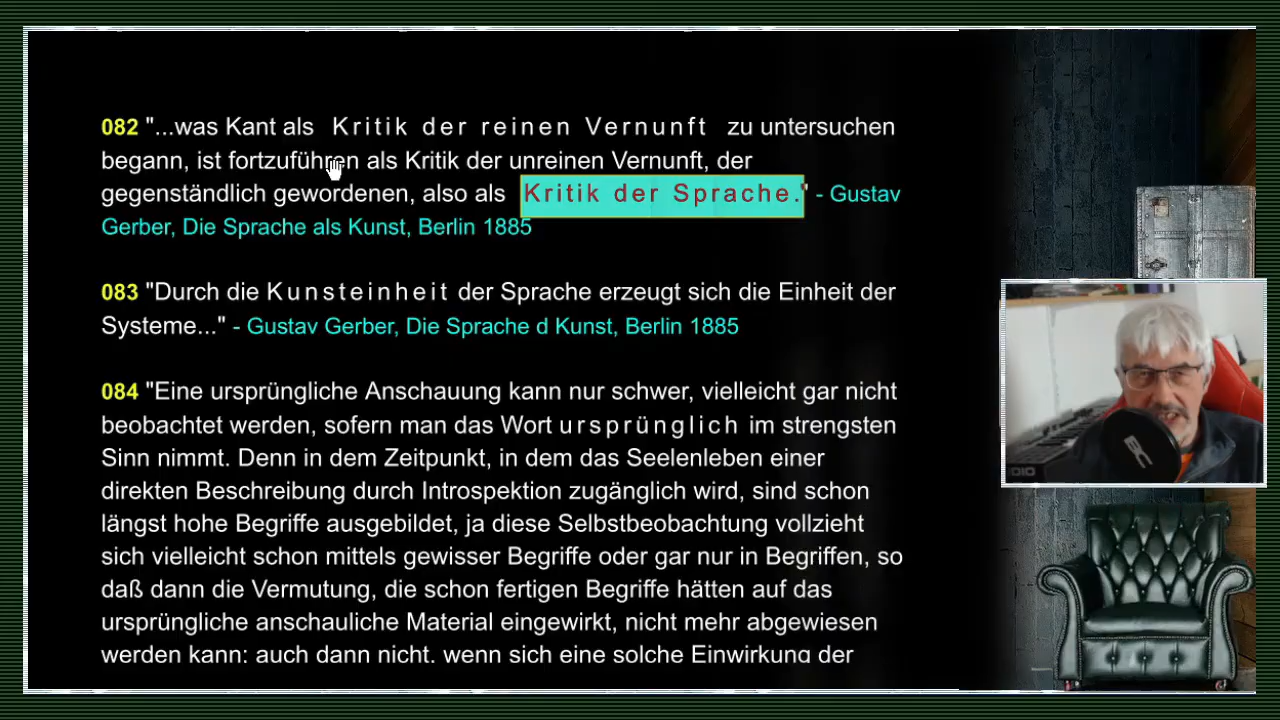 082 "...was Kant als Kritik der reinen Vernunft zu untersuchen
begann, ist fortzuführen als Kritik der unreinen Vernunft, der
gegenständlich gewordenen, also als Kritik der Sprache." - Gustav
Gerber, Die Sprache als Kunst, Berlin 1885
083 "Durch die Kunsteinheit der Sprache erzeugt sich die Einheit der
Systeme..." - Gustav Gerber, Die Sprache d Kunst, Berlin 1885
084 "Eine ursprüngliche Anschauung kann nur schwer, vielleicht gar nicht
beobachtet werden, sofern man das Wort ursprünglich im strengsten
Sinn nimmt. Denn in dem Zeitpunkt, in dem das Seelenleben einer
direkten Beschreibung durch Introspektion zugänglich wird, sind schon
längst hohe Begriffe ausgebildet, ja diese Selbstbeobachtung vollzieht
sich vielleicht schon mittels gewisser Begriffe oder gar nur in Begriffen, so
daß dann die Vermutung, die schon fertigen Begriffe hätten auf das
ursprüngliche anschauliche Material eingewirkt, nicht mehr abgewiesen
werden kann: auch dann nicht, wenn sich eine solche Einwirkung der